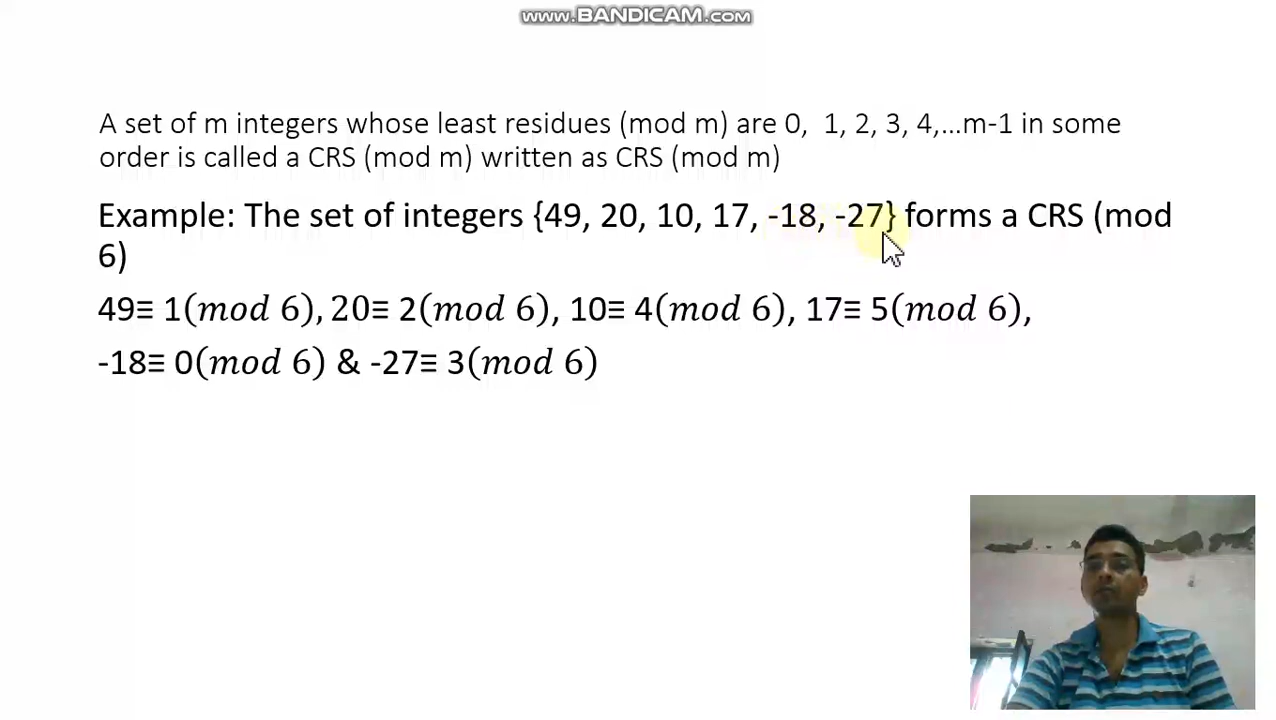 www.BANDICAM.com
A set of m integers whose least residues (mod m) are 0, 1, 2, 3, 4,...m-1 in some
order is called a CRS (mod m) written as CRS (mod m)
Example: The set of integers {49, 20, 10, 17, -18, -27} forms a CRS (mod
6)
49≡ 1(mod 6), 20≡ 2(mod 6), 10≡ 4(mod 6), 17≡ 5(mod 6),
-18≡ 0(mod 6) & -27≡ 3(mod 6)